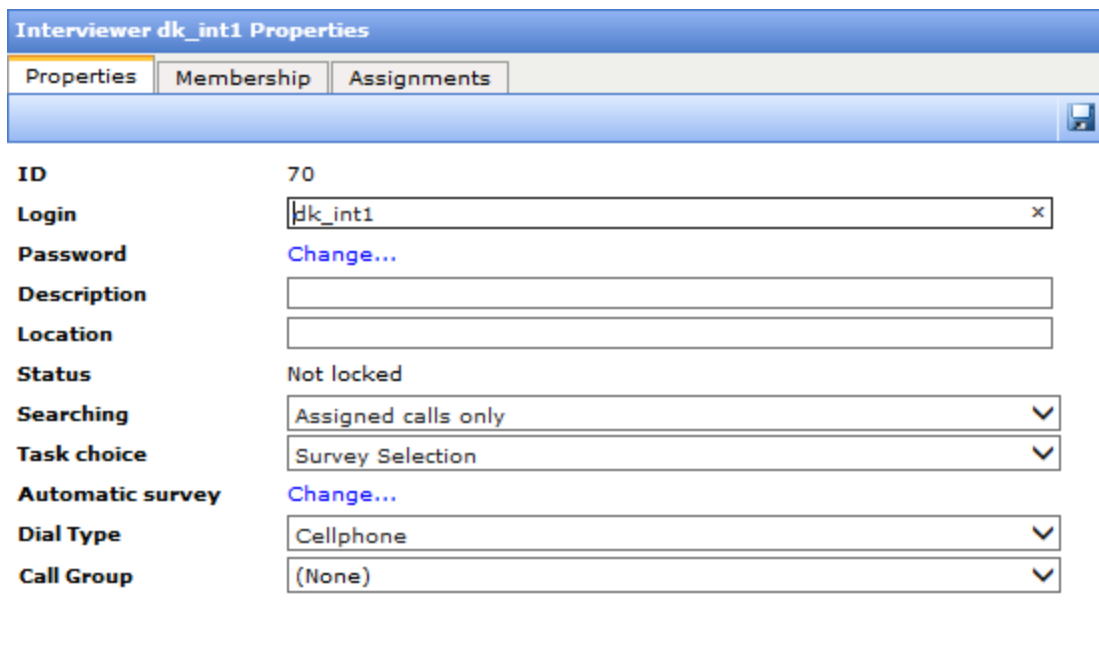 Interviewer dk_int1 Properties
Properties Membership Assignments
ID 70
Login dk_int1 ×
Password Change...
Description
Location
Status Not locked
Searching Assigned calls only
Task choice Survey Selection
Automatic survey Change...
Dial Type Cellphone
Call Group (None)